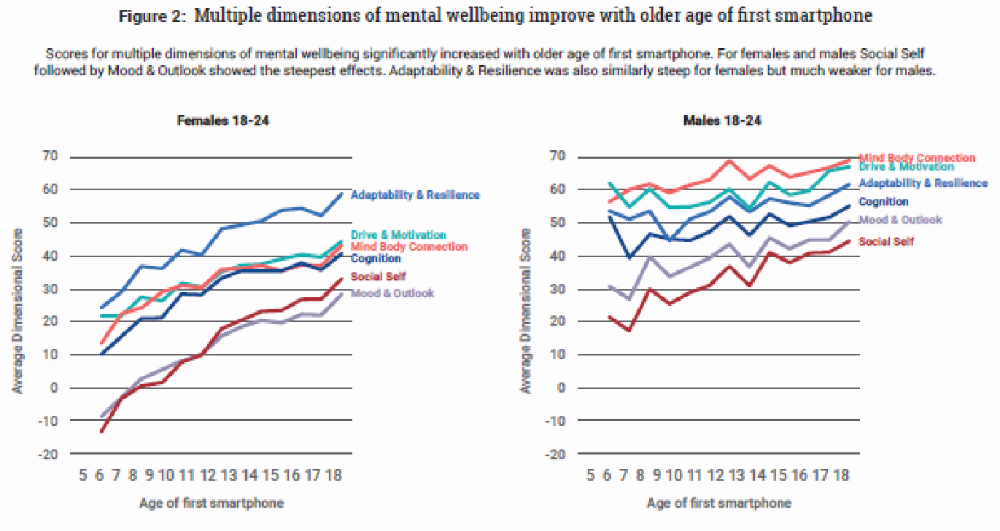 Figure 2: Multiple dimensions of mental wellbeing improve with older age of first smartphone
Scores for multiple dimensions of mental wellbeing significantly increased with older age of first smartphone. For females and males Social Self
followed by Mood & Outlook showed the steepest effects. Adaptability & Resilience was also similarly steep for females but much weaker for males.
Females 18-24
70
60
50
40
30
20
10
0
-10
-20
Average Dimensional Score
Adaptability & Resilience
Drive & Motivation
Mind Body Connection
Cognition
Social Self
Mood & Outlook
5 6 7 8 9 10 11 12 13 14 15 16 17 18
Age of first smartphone
Males 18-24
70
60
50
40
30
20
10
0
-10
-20
Average Dimensional Score
Mind Body Connection
Drive & Motivation
Adaptability & Resilience
Cognition
Mood & Outlook
Social Self
5 6 7 8 9 10 11 12 13 14 15 16 17 18
Age of first smartphone